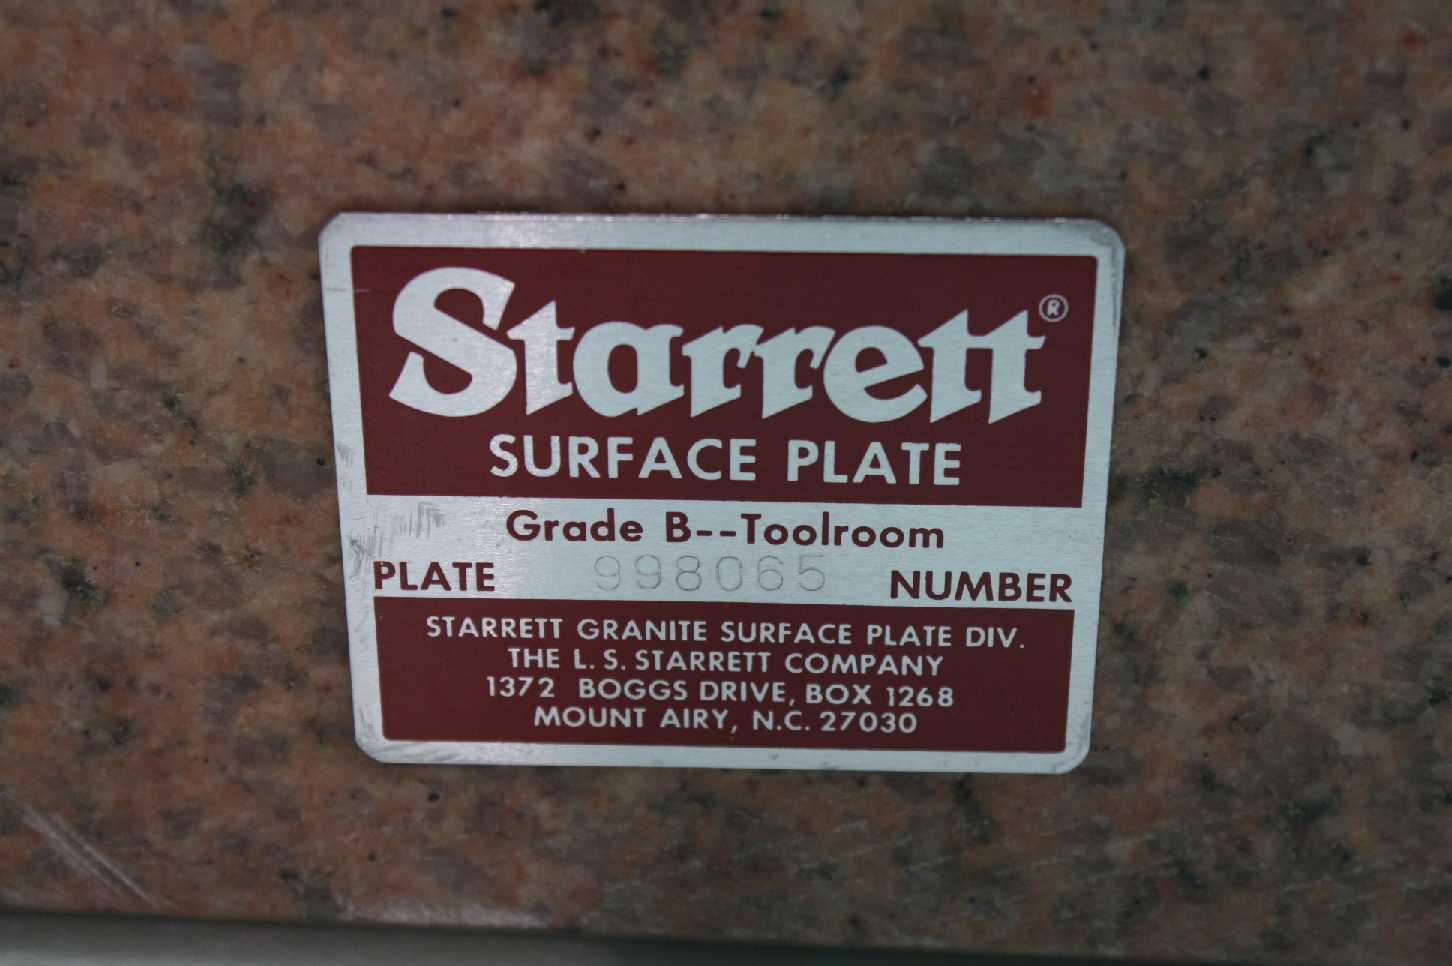 Starrett®
SURFACE PLATE
Grade B--Toolroom
PLATE 998065 NUMBER
STARRETT GRANITE SURFACE PLATE DIV.
THE L.S. STARRETT COMPANY
1372 BOGGS DRIVE, BOX 1268
MOUNT AIRY, N.C. 27030